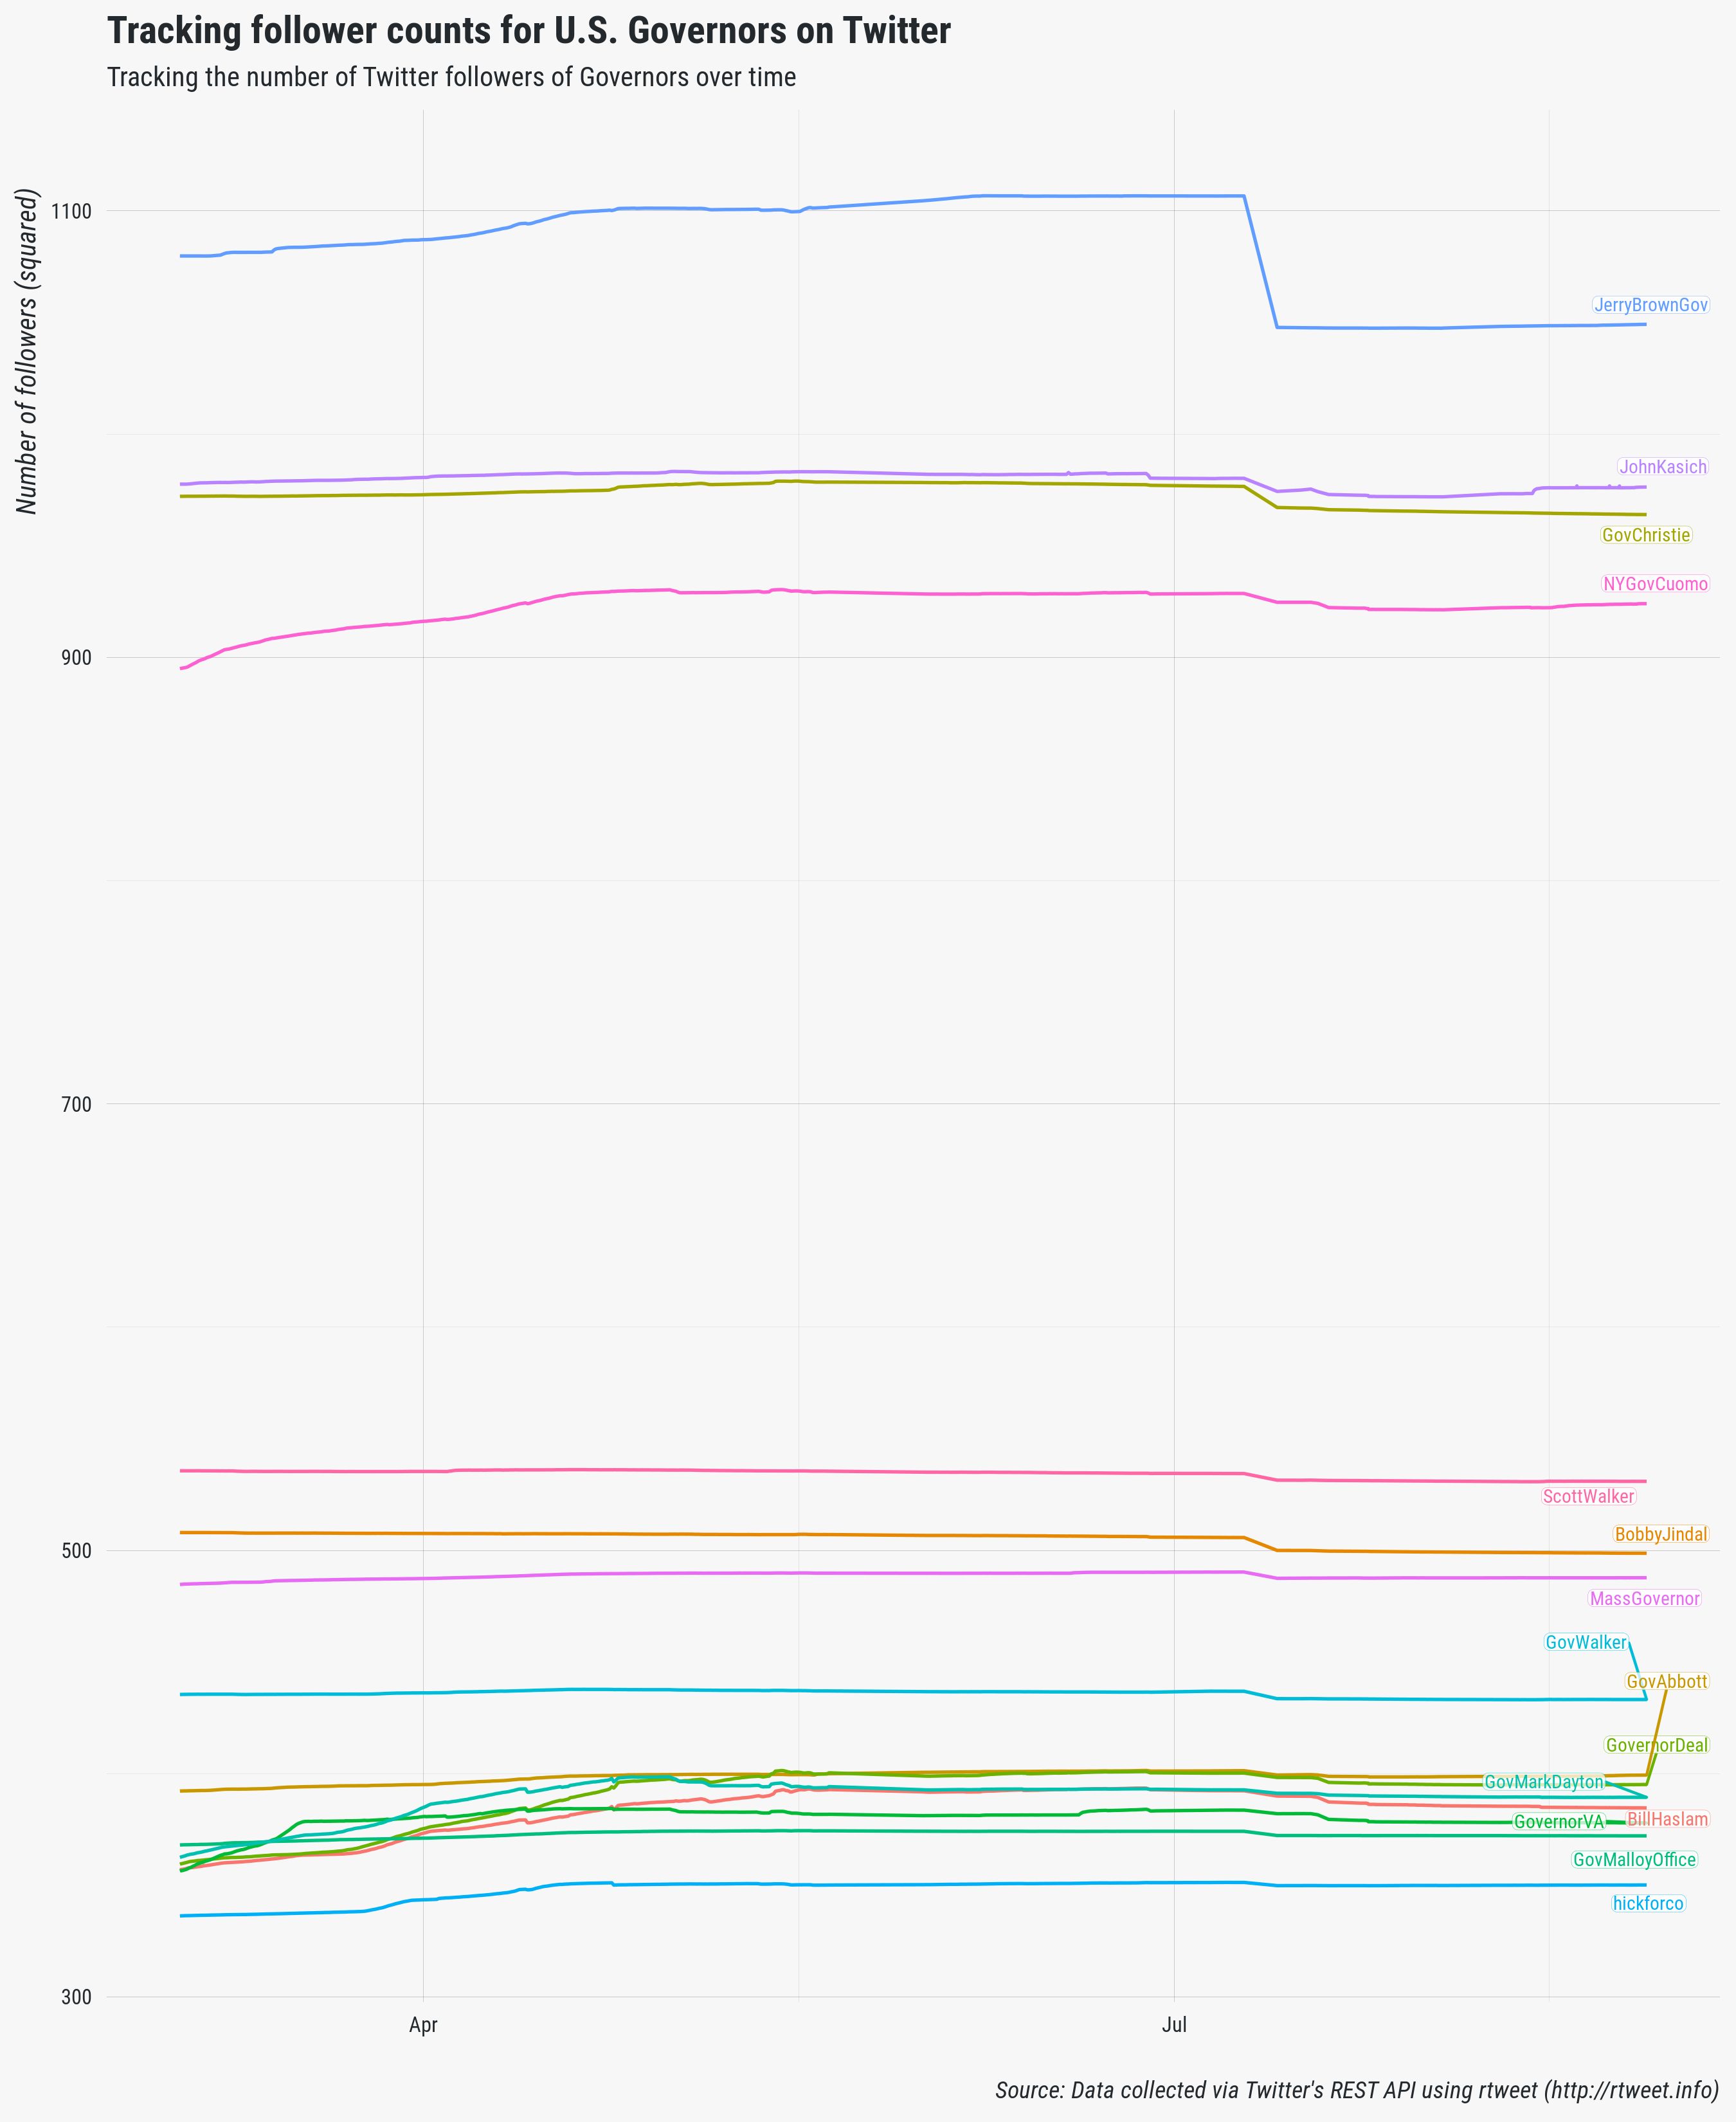 Tracking follower counts for U.S. Governors on Twitter
Tracking the number of Twitter followers of Governors over time
Number of followers (squared)
1100
JerryBrownGov
JohnKasich
GovChristie
NYGovCuomo
900
700
ScottWalker
BobbyJindal
500
MassGovernor
GovWalker
GovAbbott
GovernorDeal
GovMarkDayton
BillHaslam
GovernorVA
GovMalloyOffice
hickforco
300
Apr
Jul
Source: Data collected via Twitter's REST API using rtweet (http://rtweet.info)